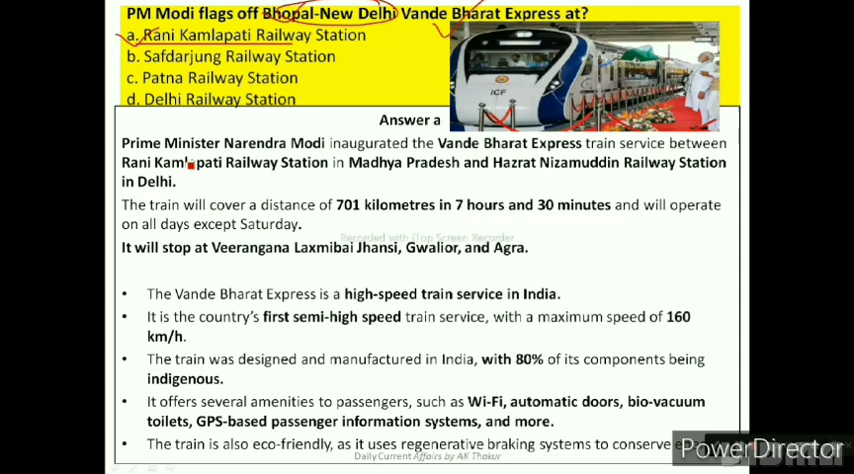 PM Modi flags off Bhopal-New Delhi Vande Bharat Express at?
a. Rani Kamlapati Railway Station
b. Safdarjung Railway Station
c. Patna Railway Station
d. Delhi Railway Station
ICF
Answer a
Prime Minister Narendra Modi inaugurated the Vande Bharat Express train service between
Rani Kamlapati Railway Station in Madhya Pradesh and Hazrat Nizamuddin Railway Station
in Delhi.
The train will cover a distance of 701 kilometres in 7 hours and 30 minutes and will operate
on all days except Saturday.
Recorded with iTop Screen Recorder
It will stop at Veerangana Laxmibai Jhansi, Gwalior, and Agra.
• The Vande Bharat Express is a high-speed train service in India.
• It is the country's first semi-high speed train service, with a maximum speed of 160
km/h.
• The train was designed and manufactured in India, with 80% of its components being
indigenous.
• It offers several amenities to passengers, such as Wi-Fi, automatic doors, bio-vacuum
toilets, GPS-based passenger information systems, and more.
• The train is also eco-friendly, as it uses regenerative braking systems to conserve
PowerDirector
Daily Current Affairs by AK Thakur